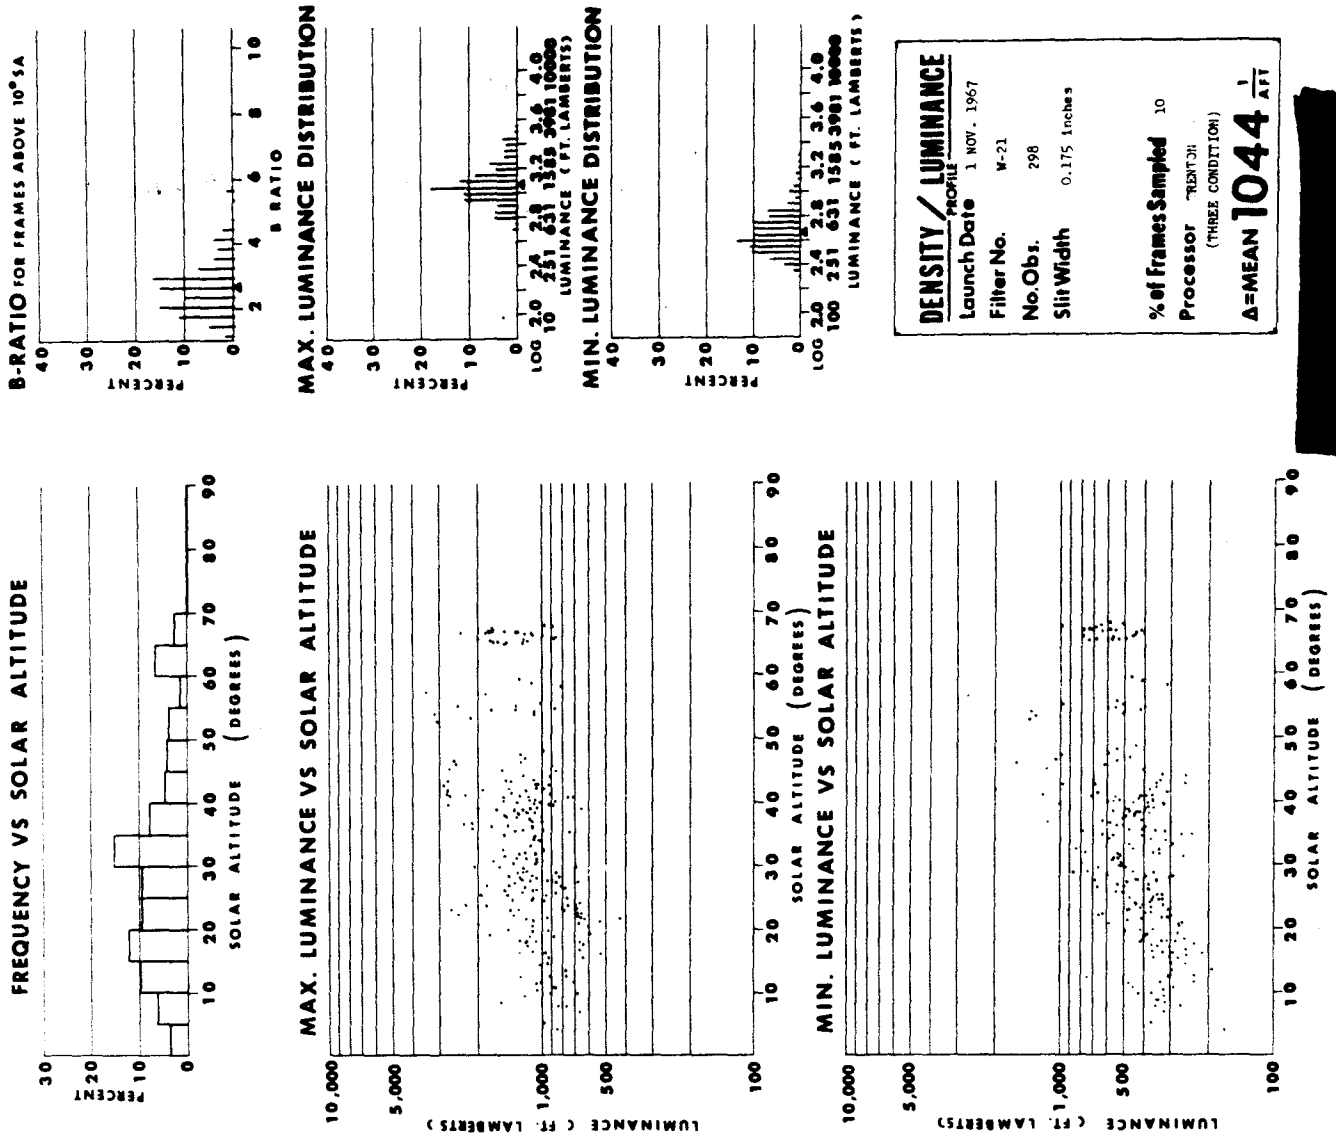 FREQUENCY VS SOLAR ALTITUDE
PERCENT
30
20
10
0
10 20 30 40 50 60 70 80 90
SOLAR ALTITUDE (DEGREES)
MAX. LUMINANCE VS SOLAR ALTITUDE
LUMINANCE (FT. LAMBERTS)
10,000
5,000
1,000
500
100
10 20 30 40 50 60 70 80 90
SOLAR ALTITUDE (DEGREES)
MIN. LUMINANCE VS SOLAR ALTITUDE
LUMINANCE (FT. LAMBERTS)
10,000
5,000
1,000
500
100
10 20 30 40 50 60 70 80 90
SOLAR ALTITUDE (DEGREES)
B-RATIO FOR FRAMES ABOVE 10° SA
PERCENT
40
30
20
10
0
2 4 6 8 10
B RATIO
MAX. LUMINANCE DISTRIBUTION
PERCENT
40
30
20
10
0
LOG 2.0 2.4 2.8 3.2 3.6 4.0
10 251 631 1585 3981 10000
LUMINANCE (FT. LAMBERTS)
MIN. LUMINANCE DISTRIBUTION
PERCENT
40
30
20
10
0
LOG 2.0 2.4 2.8 3.2 3.6 4.0
100 251 631 1585 3981 10000
LUMINANCE ( FT. LAMBERTS)
DENSITY / LUMINANCE
PROFILE
Launch Date 1 NOV. 1967
Filter No. W-21
No. Obs. 298
Slit Width 0.175 inches
% of Frames Sampled 10
Processor TRENTON
(THREE CONDITION)
Δ=MEAN 1044 1/AFT